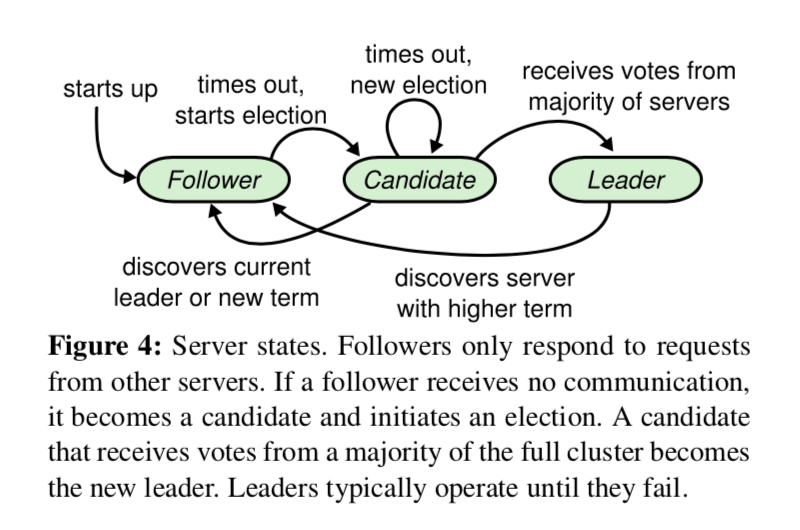 times out,
new election
receives votes from
majority of servers
starts up
times out,
starts election
Follower
Candidate
Leader
discovers current
leader or new term
discovers server
with higher term
Figure 4: Server states. Followers only respond to requests
from other servers. If a follower receives no communication,
it becomes a candidate and initiates an election. A candidate
that receives votes from a majority of the full cluster becomes
the new leader. Leaders typically operate until they fail.